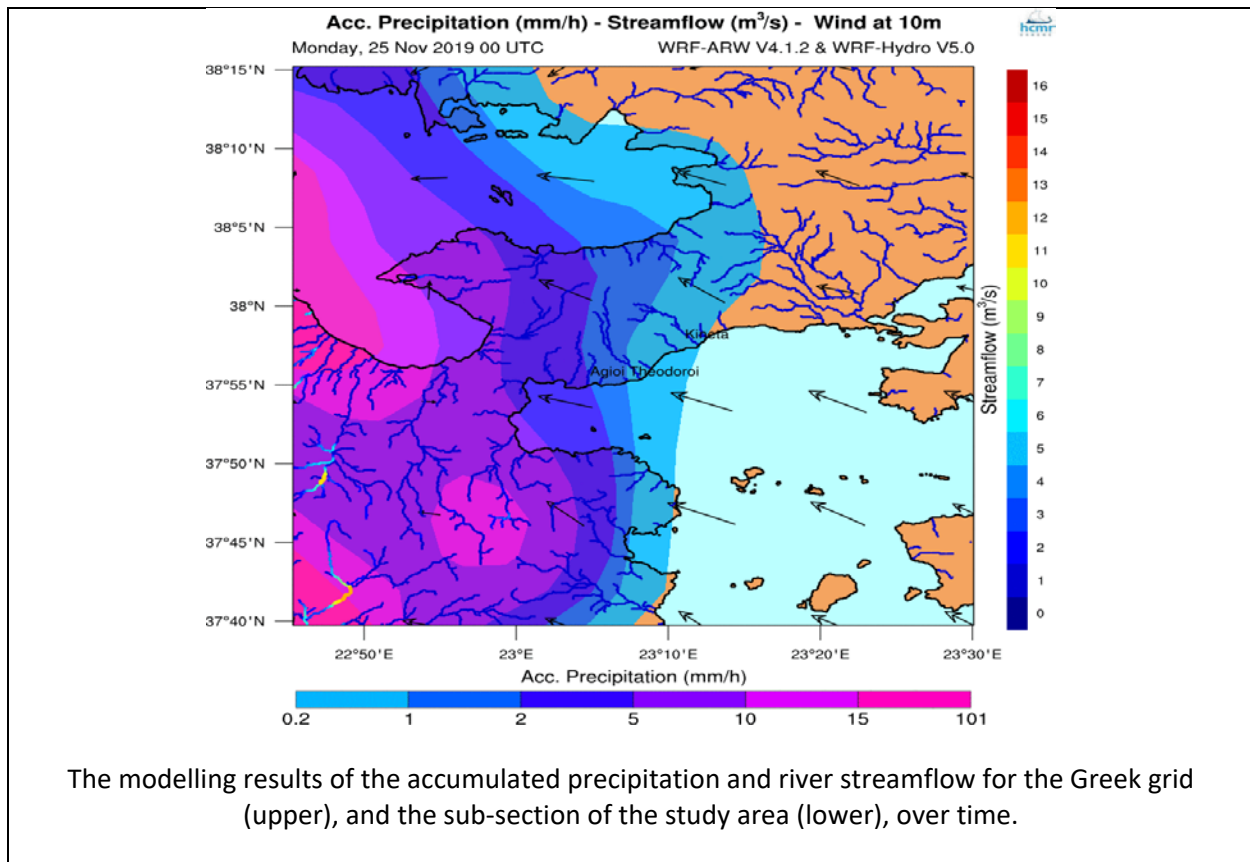 Acc. Precipitation (mm/h) - Streamflow (m³/s) - Wind at 10m
hcmr
Monday, 25 Nov 2019 00 UTC
WRF-ARW V4.1.2 & WRF-Hydro V5.0
38°15'N
38°10'N
38°5'N
38°N
37°55'N
37°50'N
37°45'N
37°40'N
Kineta
Agioi Theodoroi
22°50'E
23°E
23°10'E
23°20'E
23°30'E
16
15
14
13
12
11
10
9
8
7
6
5
4
3
2
1
0
Streamflow (m³/s)
Acc. Precipitation (mm/h)
0.2
1
2
5
10
15
101
The modelling results of the accumulated precipitation and river streamflow for the Greek grid
(upper), and the sub-section of the study area (lower), over time.